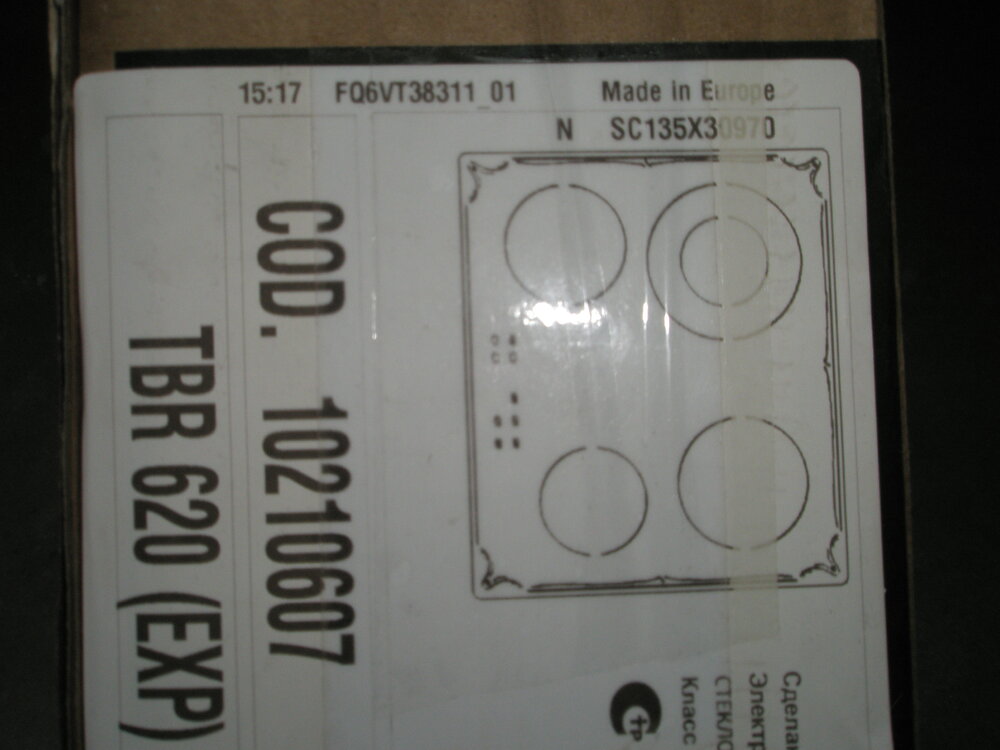 15:17 FQ6VT38311_01 Made in Europe
N SC135X30970
COD. 10210607
TBR 620 (EXP)
Сдела
Электр
СТЕКЛО
Класс